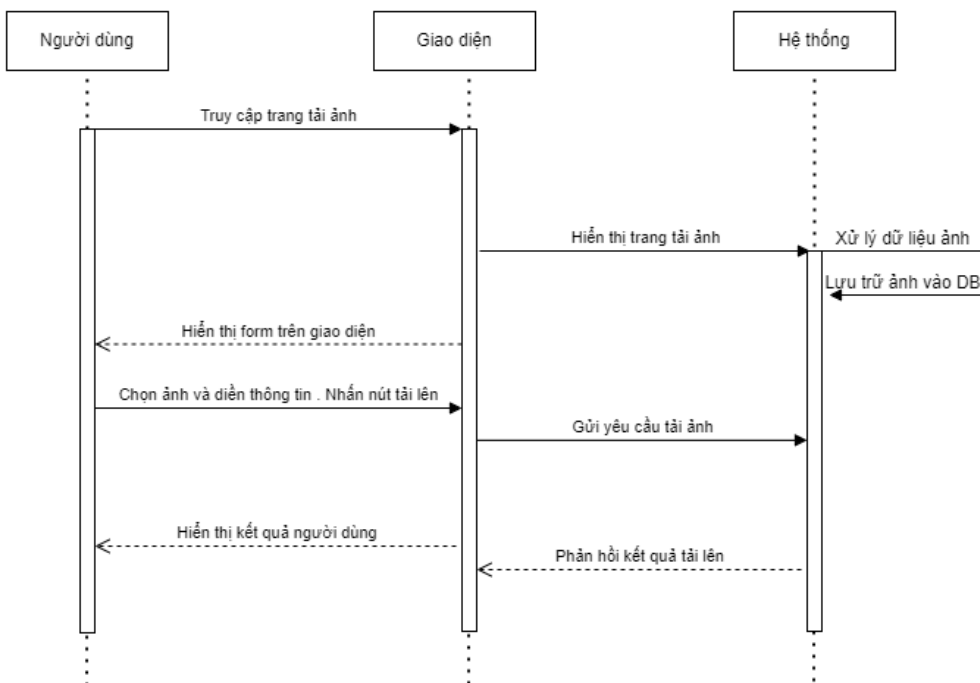 Người dùng
Giao diện
Hệ thống
Truy cập trang tải ảnh
Hiển thị trang tải ảnh
Xử lý dữ liệu ảnh
Lưu trữ ảnh vào DB
Hiển thị form trên giao diện
Chọn ảnh và diền thông tin . Nhấn nút tải lên
Gửi yêu cầu tải ảnh
Hiển thị kết quả người dùng
Phản hồi kết quả tải lên